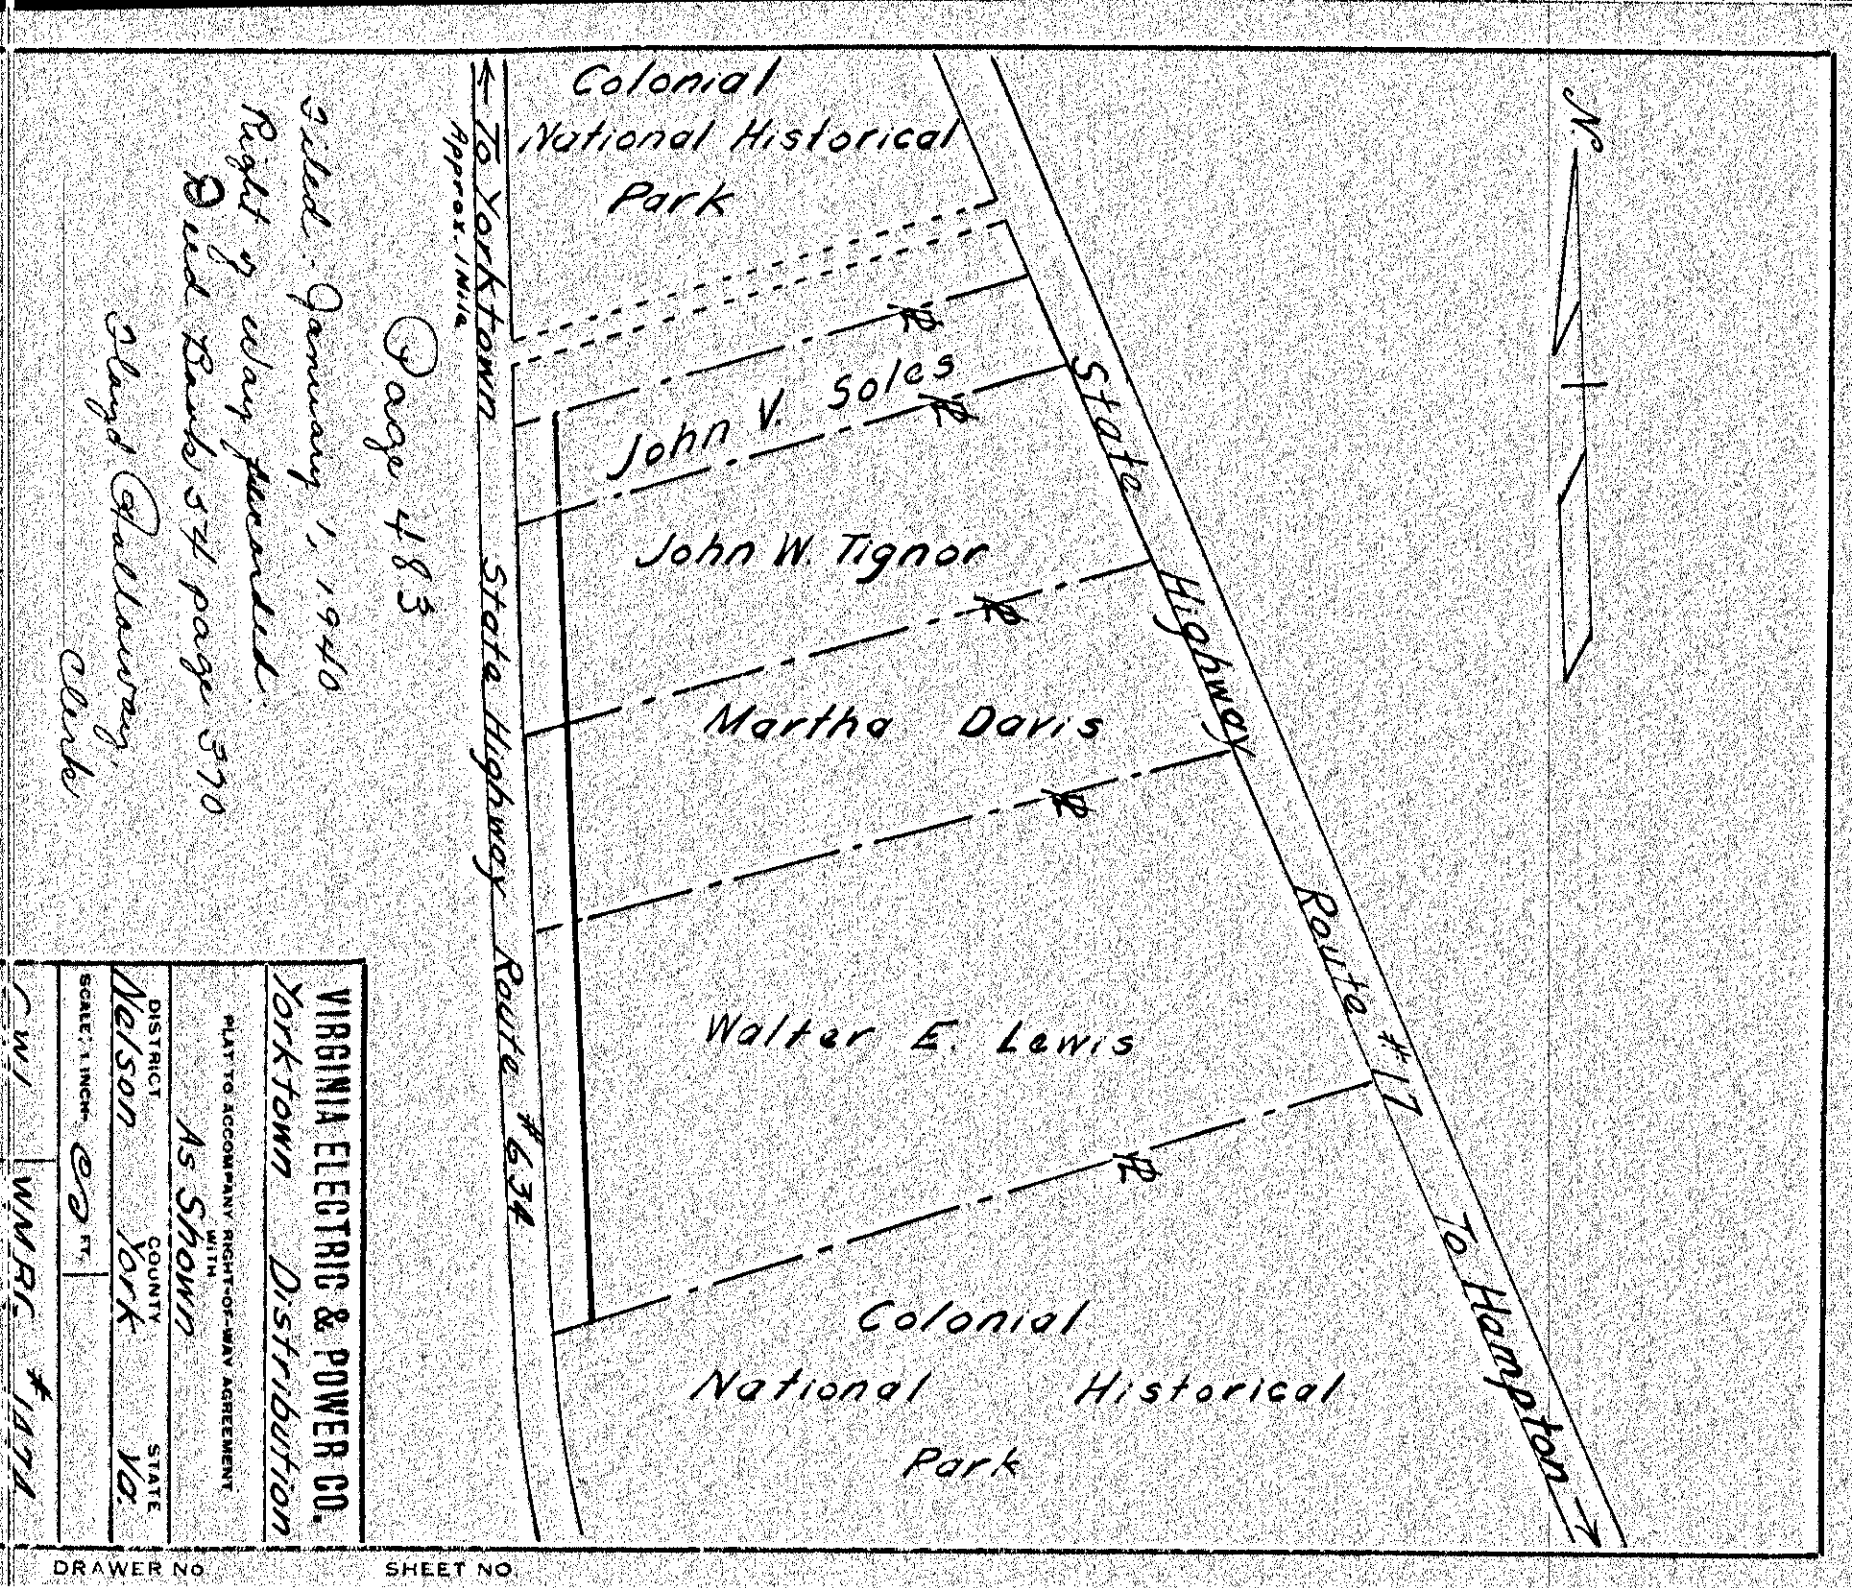 Colonial
National Historical
Park
N.
← To Yorktown
Approx. 1 Mile
State Highway Route #634
State Highway Route #17 To Hampton →
John V. Soles
John W. Tignor
Martha Davis
Walter E. Lewis
Colonial
National Historical
Park
Page 483
Filed: January 1, 1940
Right of Way recorded
Deed Book 54 page 370
Floyd Holloway,
Clerk
VIRGINIA ELECTRIC & POWER CO.
Yorktown Distribution
PLAT TO ACCOMPANY RIGHT-OF-WAY AGREEMENT
WITH
As Shown
DISTRICT COUNTY STATE
Nelson York Va.
SCALE, 1 INCH= FT.
DRAWER NO
SHEET NO